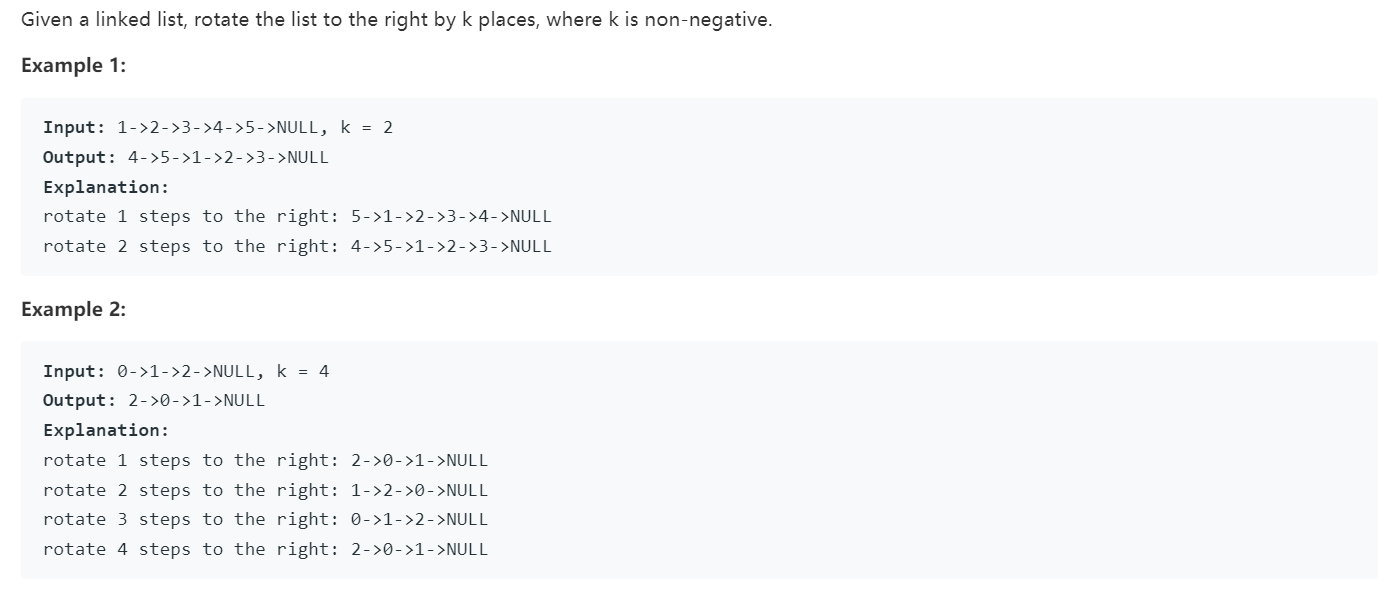 Given a linked list, rotate the list to the right by k places, where k is non-negative.
Example 1:
Input: 1->2->3->4->5->NULL, k = 2
Output: 4->5->1->2->3->NULL
Explanation:
rotate 1 steps to the right: 5->1->2->3->4->NULL
rotate 2 steps to the right: 4->5->1->2->3->NULL
Example 2:
Input: 0->1->2->NULL, k = 4
Output: 2->0->1->NULL
Explanation:
rotate 1 steps to the right: 2->0->1->NULL
rotate 2 steps to the right: 1->2->0->NULL
rotate 3 steps to the right: 0->1->2->NULL
rotate 4 steps to the right: 2->0->1->NULL